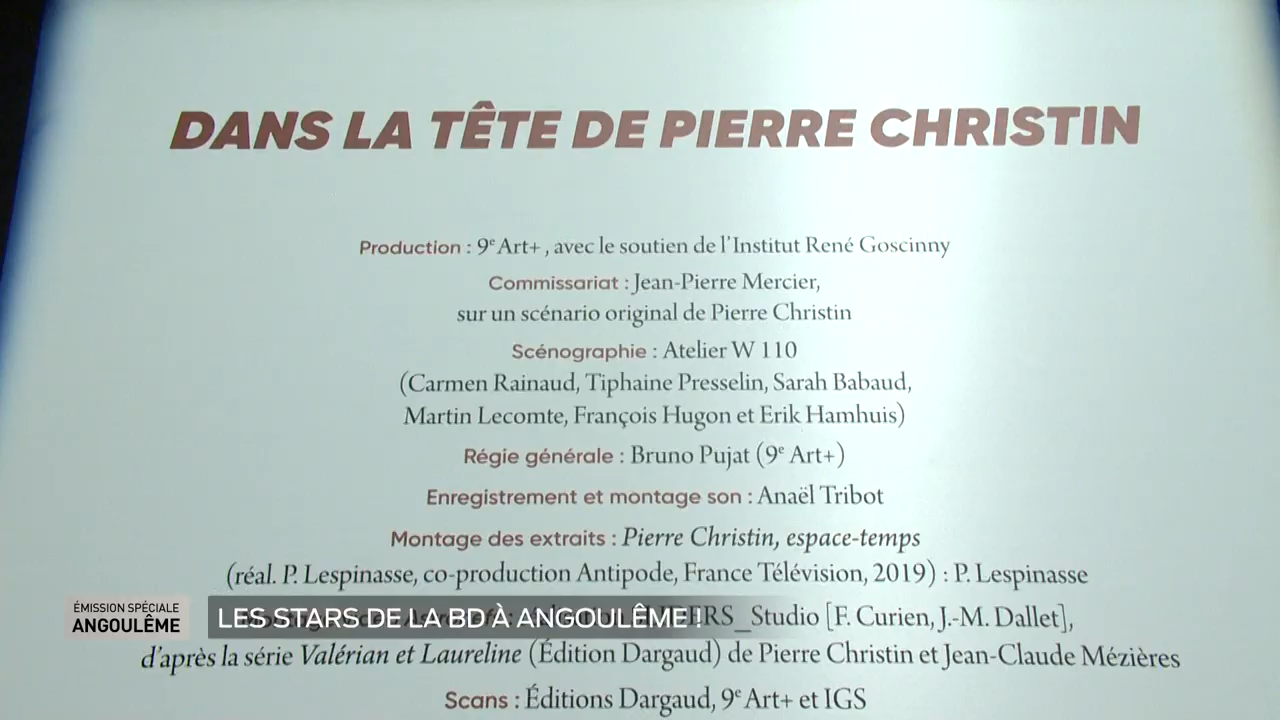 DANS LA TÊTE DE PIERRE CHRISTIN
Production : 9e Art+ , avec le soutien de l'Institut René Goscinny
Commissariat : Jean-Pierre Mercier,
sur un scénario original de Pierre Christin
Scénographie : Atelier W 110
(Carmen Rainaud, Tiphaine Presselin, Sarah Babaud,
Martin Lecomte, François Hugon et Erik Hamhuis)
Régie générale : Bruno Pujat (9e Art+)
Enregistrement et montage son : Anaël Tribot
Montage des extraits : Pierre Christin, espace-temps
(réal. P. Lespinasse, co-production Antipode, France Télévision, 2019) : P. Lespinasse
ÉMISSION SPÉCIALE
ANGOULÊME
LES STARS DE LA BD À ANGOULÊME !
_Studio [F. Curien, J.-M. Dallet],
d'après la série Valérian et Laureline (Édition Dargaud) de Pierre Christin et Jean-Claude Mézières
Scans : Éditions Dargaud, 9e Art+ et IGS